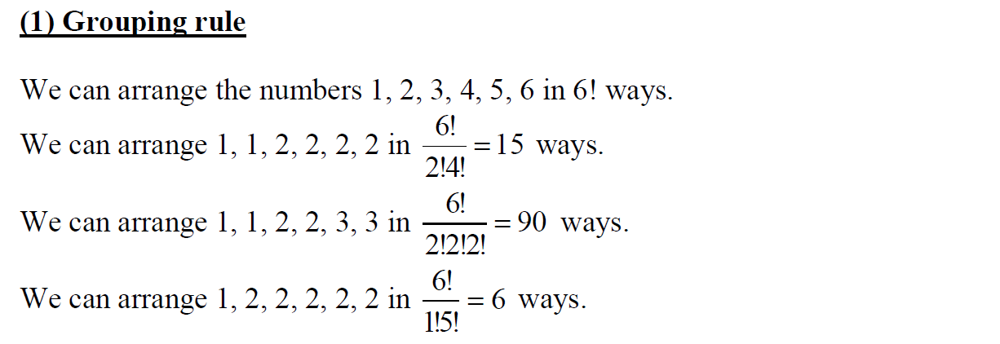 (1) Grouping rule
We can arrange the numbers 1, 2, 3, 4, 5, 6 in 6! ways.
We can arrange 1, 1, 2, 2, 2, 2 in 6!/2!4! = 15 ways.
We can arrange 1, 1, 2, 2, 3, 3 in 6!/2!2!2! = 90 ways.
We can arrange 1, 2, 2, 2, 2, 2 in 6!/1!5! = 6 ways.